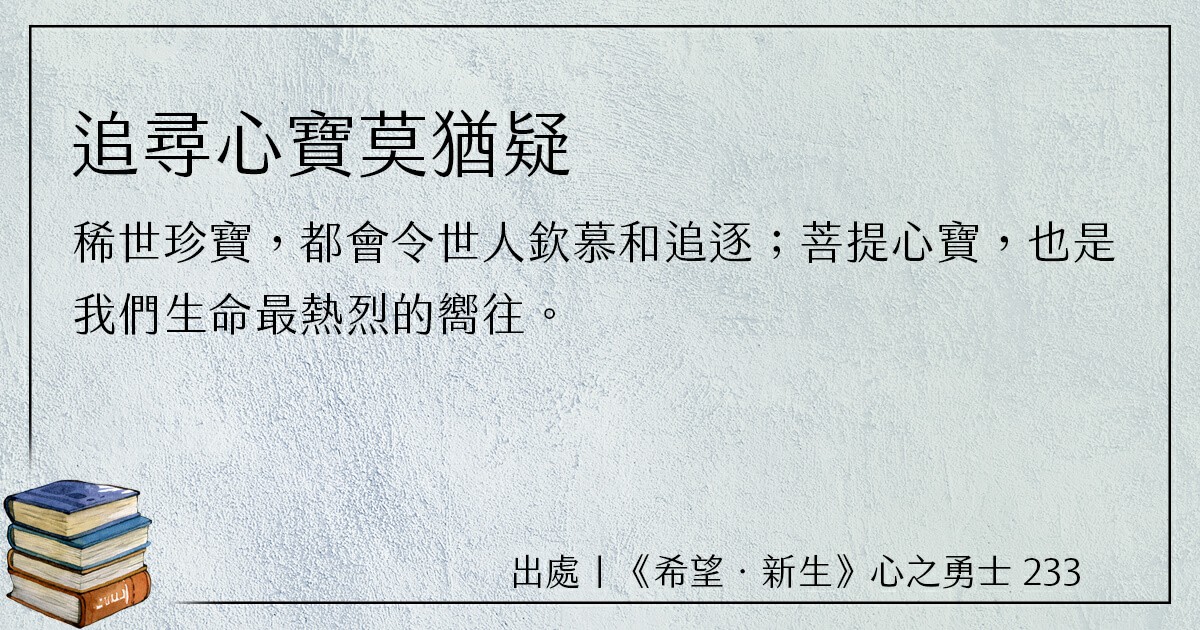 追尋心寶莫猶疑
稀世珍寶，都會令世人欽慕和追逐；菩提心寶，也是
我們生命最熱烈的嚮往。
出處｜《希望．新生》心之勇士 233